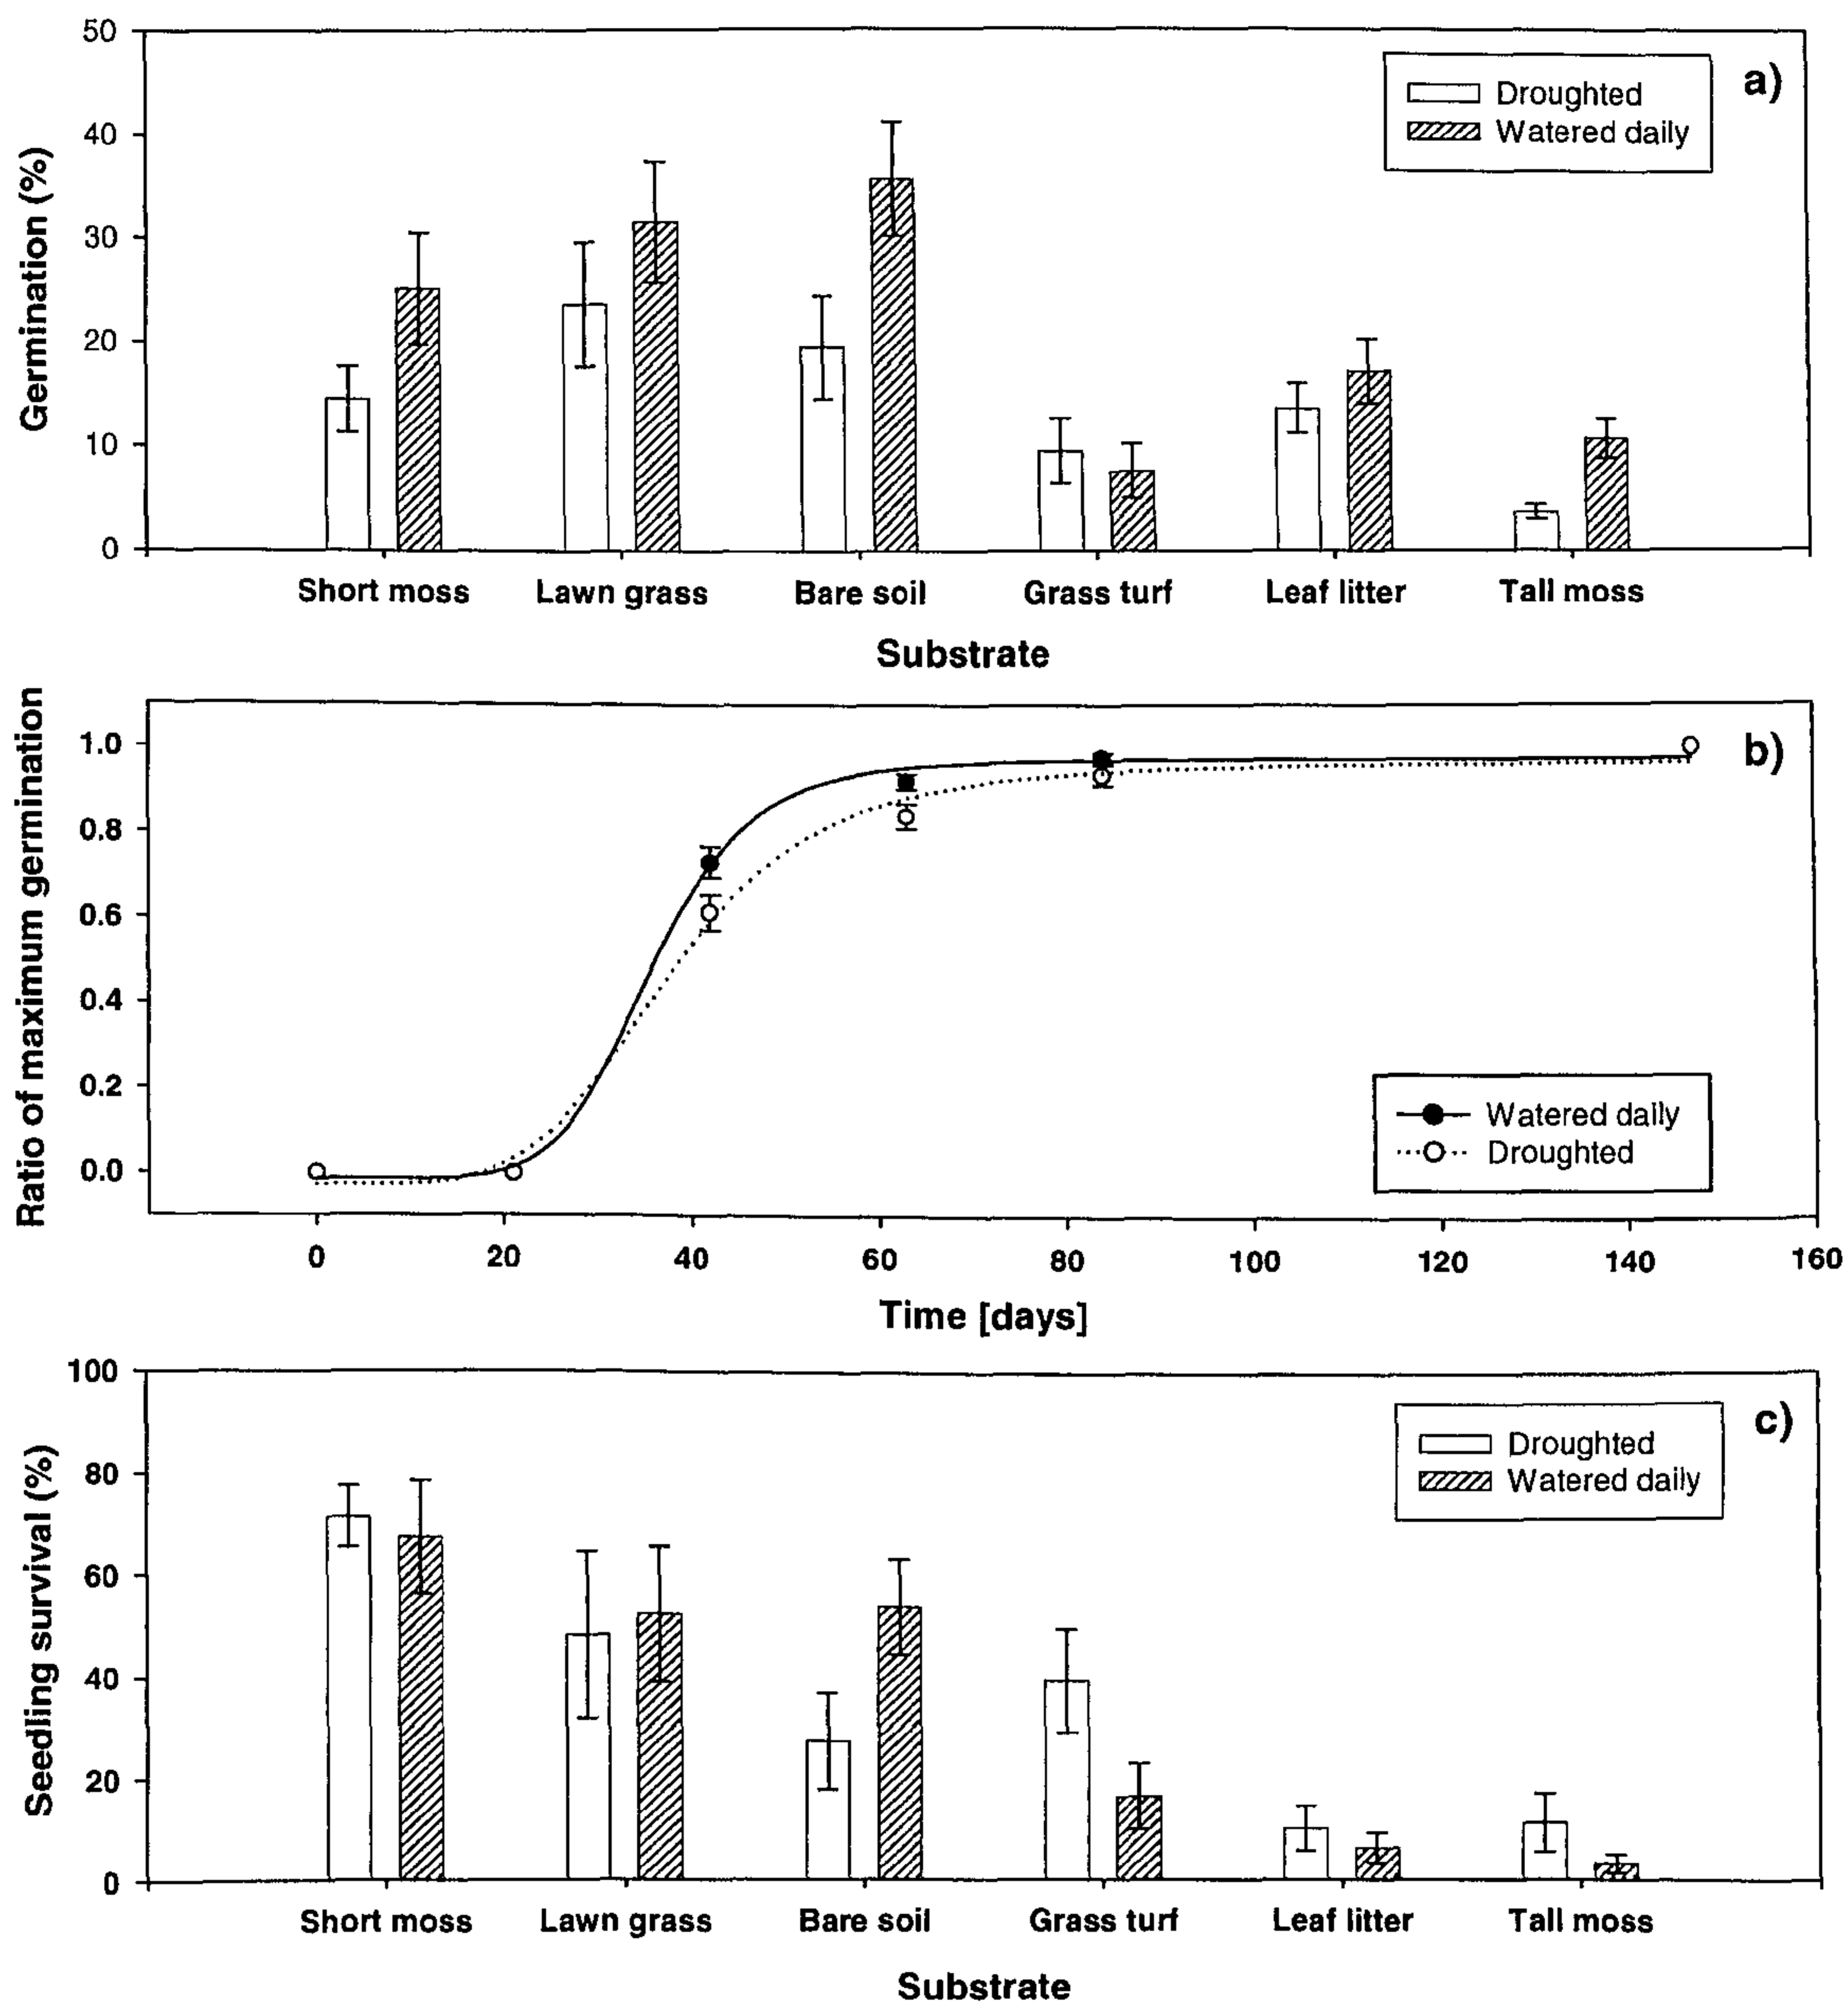 50
40
30
20
10
0
Germination (%)
a)
Droughted
Watered daily
Short moss Lawn grass Bare soil Grass turf Leaf litter Tall moss
Substrate
1.0
0.8
0.6
0.4
0.2
0.0
Ratio of maximum germination
b)
Watered daily
Droughted
0 20 40 60 80 100 120 140 160
Time [days]
100
80
60
40
20
0
Seedling survival (%)
c)
Droughted
Watered daily
Short moss Lawn grass Bare soil Grass turf Leaf litter Tall moss
Substrate